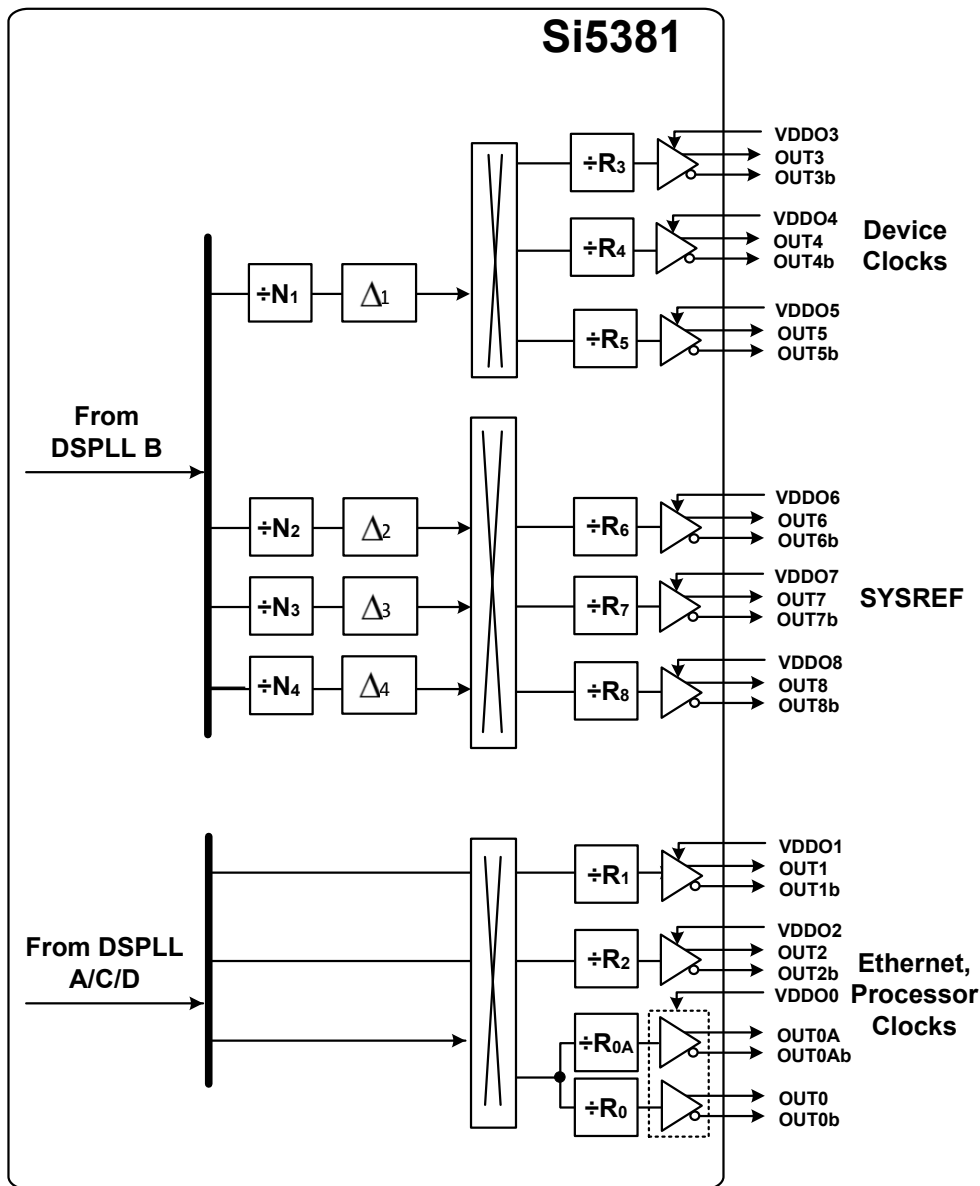 Si5381
VDDO3
÷R3
OUT3
OUT3b
VDDO4
÷R4
OUT4
OUT4b
Device
Clocks
÷N1
Δ1
VDDO5
÷R5
OUT5
OUT5b
From
DSPLL B
VDDO6
÷N2
Δ2
÷R6
OUT6
OUT6b
VDDO7
÷N3
Δ3
÷R7
OUT7
OUT7b
SYSREF
VDDO8
÷N4
Δ4
÷R8
OUT8
OUT8b
VDDO1
÷R1
OUT1
OUT1b
From DSPLL
A/C/D
VDDO2
÷R2
OUT2
OUT2b
VDDO0
Ethernet,
Processor
Clocks
÷R0A
OUT0A
OUT0Ab
÷R0
OUT0
OUT0b